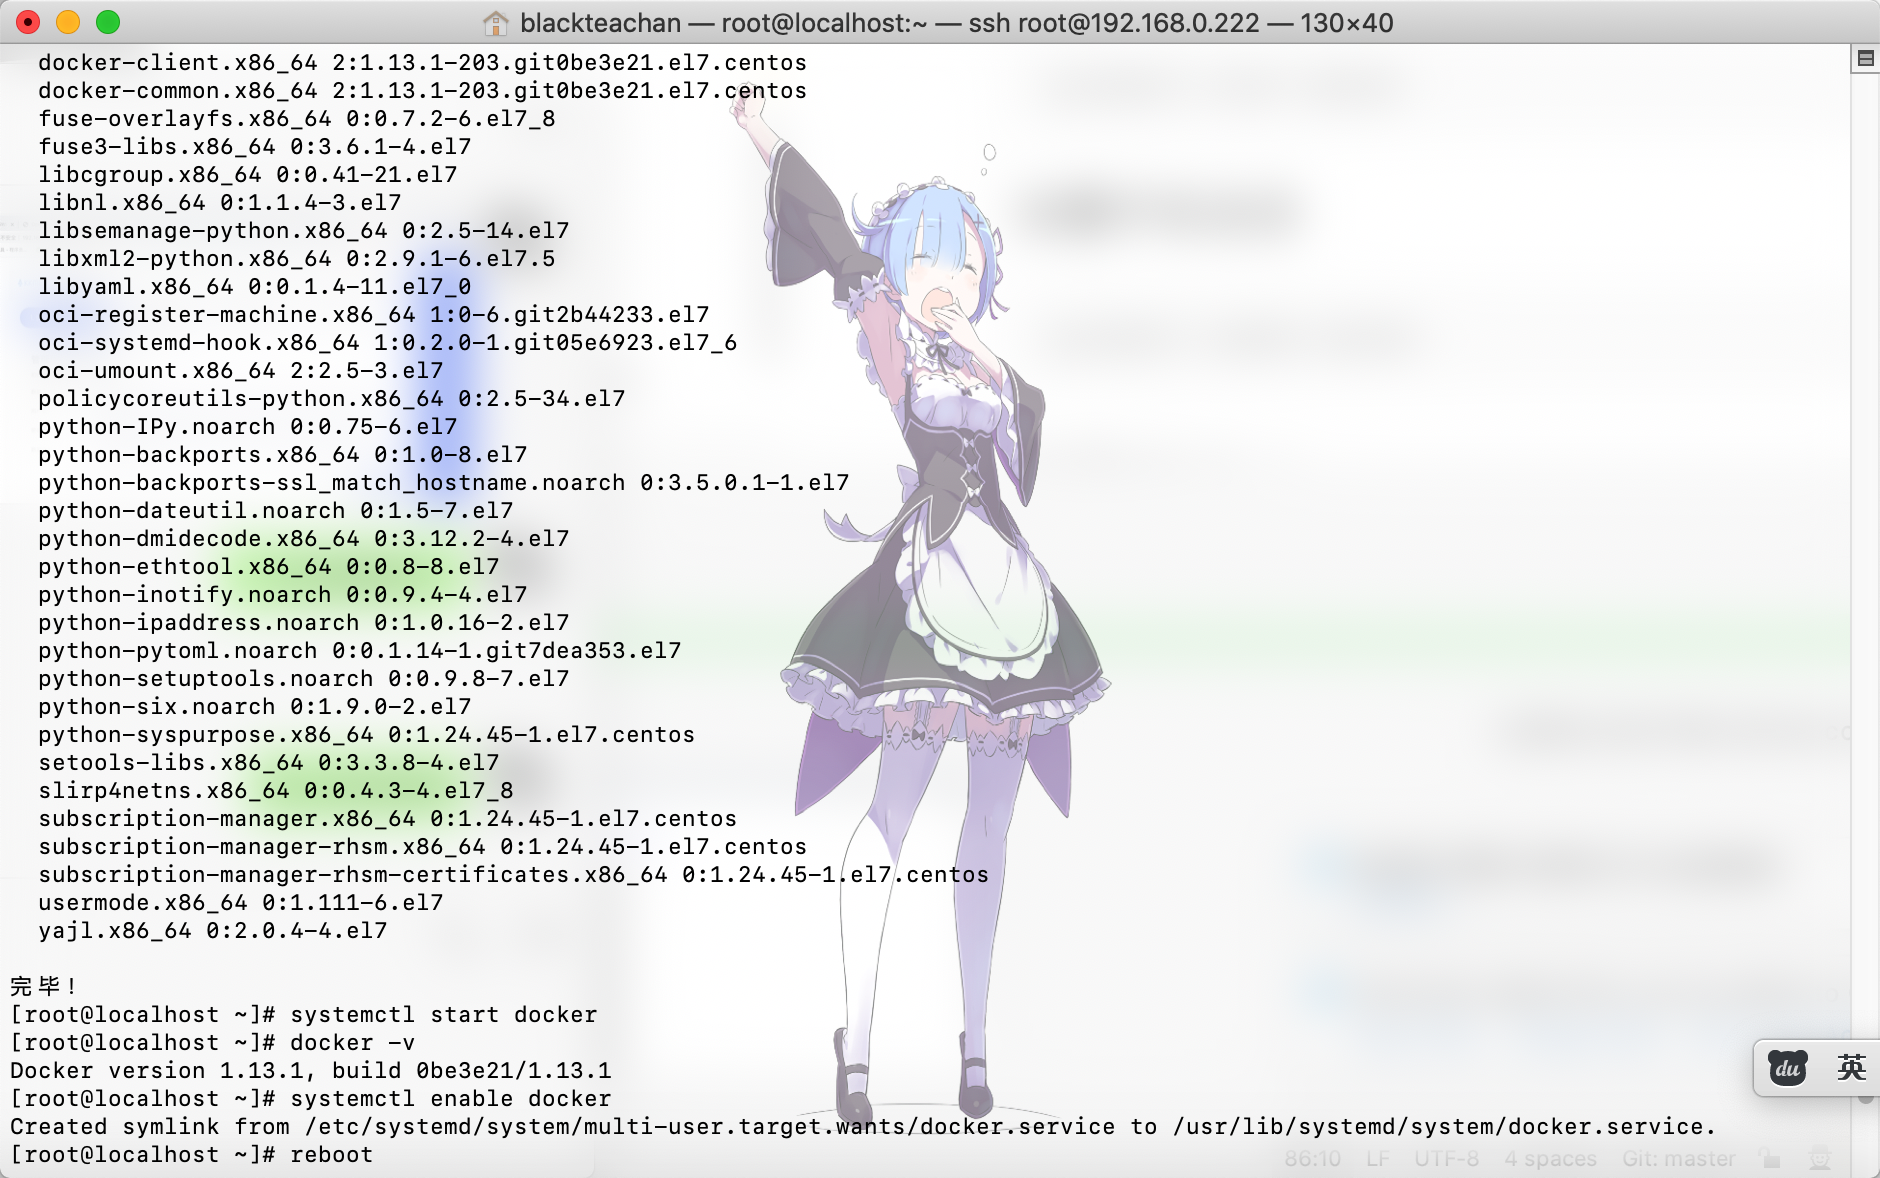 blackteachan — root@localhost:~ — ssh root@192.168.0.222 — 130×40
docker-client.x86_64 2:1.13.1-203.git0be3e21.el7.centos
docker-common.x86_64 2:1.13.1-203.git0be3e21.el7.centos
fuse-overlayfs.x86_64 0:0.7.2-6.el7_8
fuse3-libs.x86_64 0:3.6.1-4.el7
libcgroup.x86_64 0:0.41-21.el7
libnl.x86_64 0:1.1.4-3.el7
libsemanage-python.x86_64 0:2.5-14.el7
libxml2-python.x86_64 0:2.9.1-6.el7.5
libyaml.x86_64 0:0.1.4-11.el7_0
oci-register-machine.x86_64 1:0-6.git2b44233.el7
oci-systemd-hook.x86_64 1:0.2.0-1.git05e6923.el7_6
oci-umount.x86_64 2:2.5-3.el7
policycoreutils-python.x86_64 0:2.5-34.el7
python-IPy.noarch 0:0.75-6.el7
python-backports.x86_64 0:1.0-8.el7
python-backports-ssl_match_hostname.noarch 0:3.5.0.1-1.el7
python-dateutil.noarch 0:1.5-7.el7
python-dmidecode.x86_64 0:3.12.2-4.el7
python-ethtool.x86_64 0:0.8-8.el7
python-inotify.noarch 0:0.9.4-4.el7
python-ipaddress.noarch 0:1.0.16-2.el7
python-pytoml.noarch 0:0.1.14-1.git7dea353.el7
python-setuptools.noarch 0:0.9.8-7.el7
python-six.noarch 0:1.9.0-2.el7
python-syspurpose.x86_64 0:1.24.45-1.el7.centos
setools-libs.x86_64 0:3.3.8-4.el7
slirp4netns.x86_64 0:0.4.3-4.el7_8
subscription-manager.x86_64 0:1.24.45-1.el7.centos
subscription-manager-rhsm.x86_64 0:1.24.45-1.el7.centos
subscription-manager-rhsm-certificates.x86_64 0:1.24.45-1.el7.centos
usermode.x86_64 0:1.111-6.el7
yajl.x86_64 0:2.0.4-4.el7
完毕！
[root@localhost ~]# systemctl start docker
[root@localhost ~]# docker -v
Docker version 1.13.1, build 0be3e21/1.13.1
[root@localhost ~]# systemctl enable docker
Created symlink from /etc/systemd/system/multi-user.target.wants/docker.service to /usr/lib/systemd/system/docker.service.
[root@localhost ~]# reboot
du 英
86:10 LF UTF-8 4 spaces Git: master